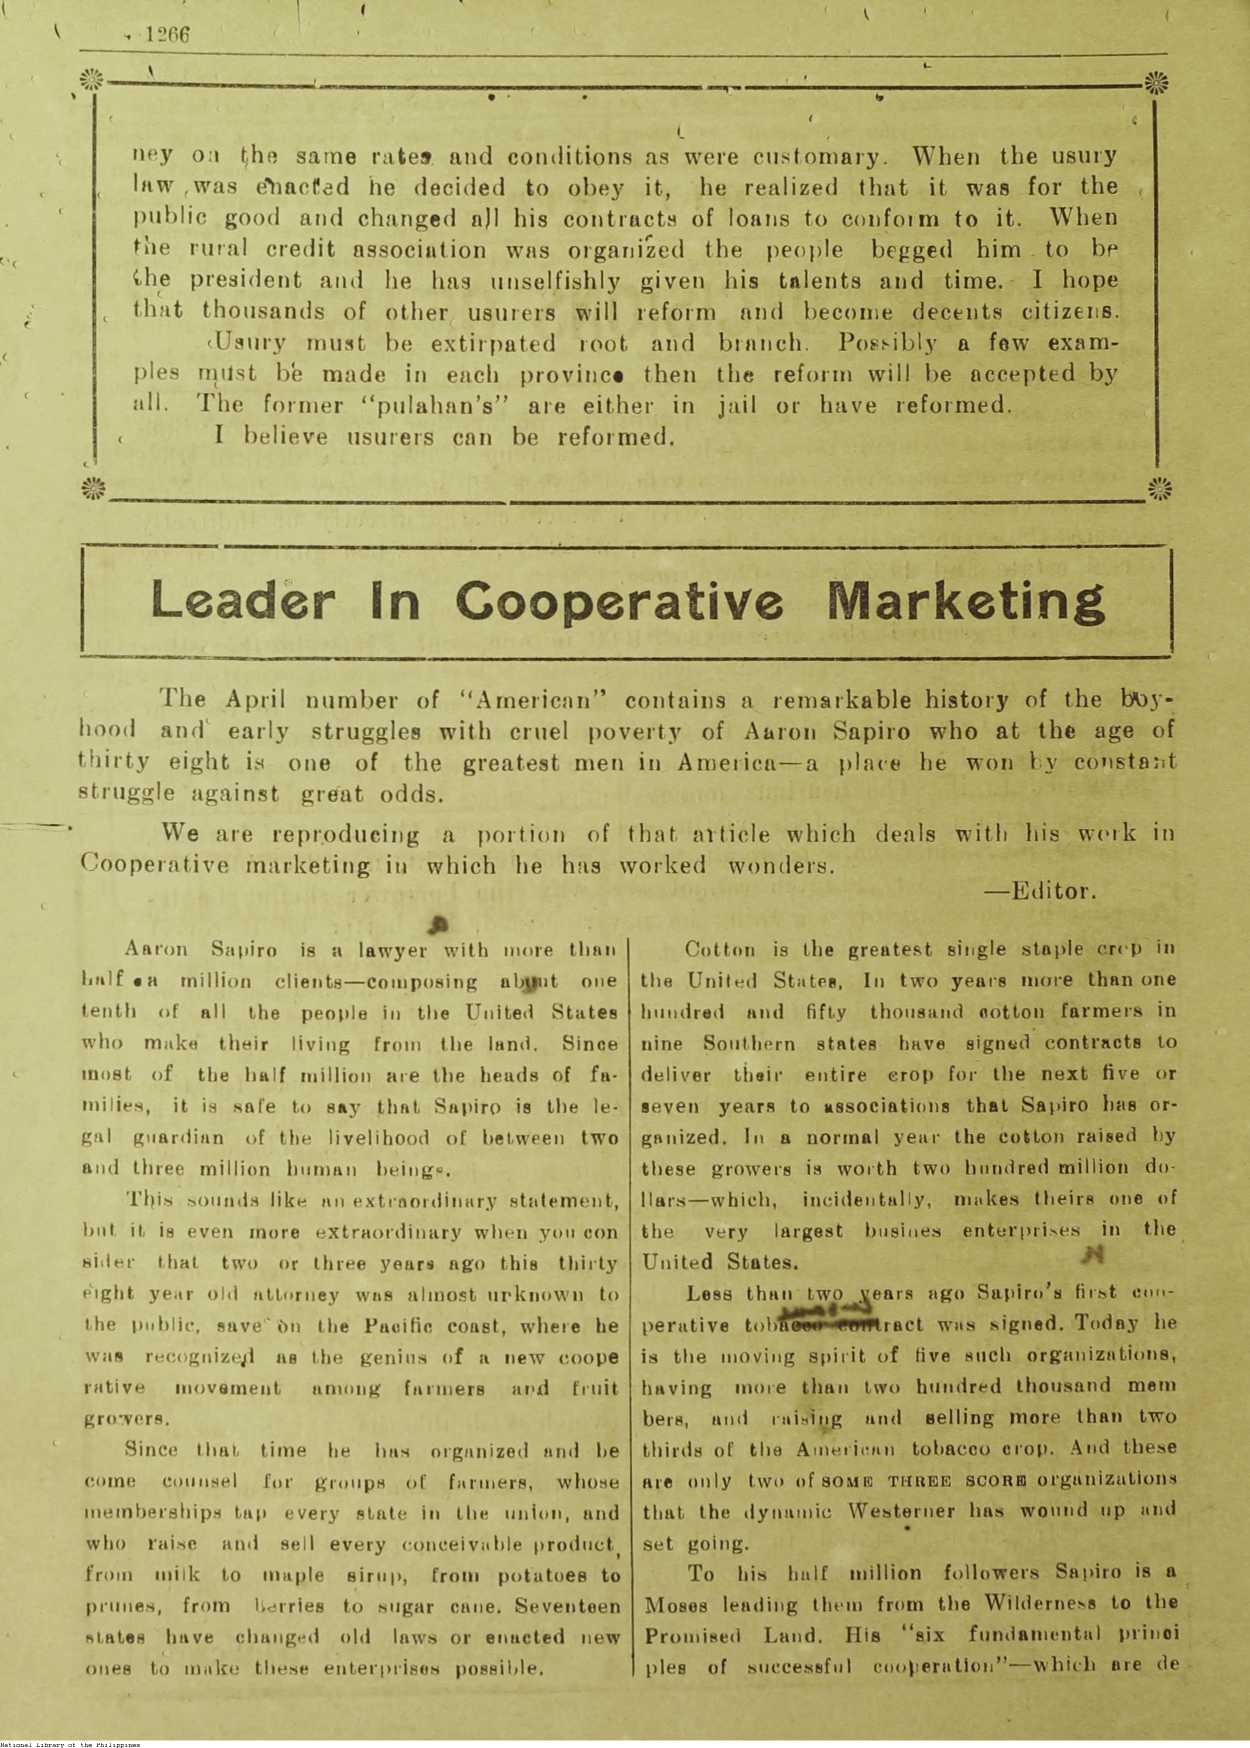 1266
ney on the same rates and conditions as were customary. When the usury
law was enacted he decided to obey it, he realized that it was for the
public good and changed all his contracts of loans to conform to it. When
the rural credit association was organized the people begged him to be
the president and he has unselfishly given his talents and time. I hope
that thousands of other usurers will reform and become decents citizens.
Usury must be extirpated root and branch. Possibly a few exam-
ples must be made in each province then the reform will be accepted by
all. The former “pulahan’s” are either in jail or have reformed.
I believe usurers can be reformed.
Leader In Cooperative Marketing
The April number of “American” contains a remarkable history of the boy-
hood and early struggles with cruel poverty of Aaron Sapiro who at the age of
thirty eight is one of the greatest men in America—a place he won by constant
struggle against great odds.
We are reproducing a portion of that article which deals with his work in
Cooperative marketing in which he has worked wonders.
—Editor.
Aaron Sapiro is a lawyer with more than
half a million clients—composing about one
tenth of all the people in the United States
who make their living from the land. Since
most of the half million are the heads of fa-
milies, it is safe to say that Sapiro is the le-
gal guardian of the livelihood of between two
and three million human beings.
This sounds like an extraordinary statement,
but it is even more extraordinary when you con
sider that two or three years ago this thirty
eight year old attorney was almost urknown to
the public, save on the Pacific coast, where he
was recognized as the genius of a new coope
rative movement among farmers and fruit
growers.
Since that time he has organized and be
come counsel for groups of farmers, whose
memberships tap every state in the union, and
who raise and sell every conceivable product,
from milk to maple sirup, from potatoes to
prunes, from berries to sugar cane. Seventeen
states have changed old laws or enacted new
ones to make these enterprises possible.
Cotton is the greatest single staple crop in
the United States, In two years more than one
hundred and fifty thousand cotton farmers in
nine Southern states have signed contracts to
deliver their entire crop for the next five or
seven years to associations that Sapiro has or-
ganized. In a normal year the cotton raised by
these growers is worth two hundred million do-
llars—which, incidentally, makes theirs one of
the very largest busines enterprises in the
United States.
Less than two years ago Sapiro’s first coo-
perative tobacco contract was signed. Today he
is the moving spirit of five such organizations,
having more than two hundred thousand mem
bers, and raising and selling more than two
thirds of the American tobacco crop. And these
are only two of SOME THREE SCORE organizations
that the dynamic Westerner has wound up and
set going.
To his half million followers Sapiro is a
Moses leading them from the Wilderness to the
Promised Land. His “six fundamental princi
ples of successful cooperation”—which are de
National Library of the Philippines